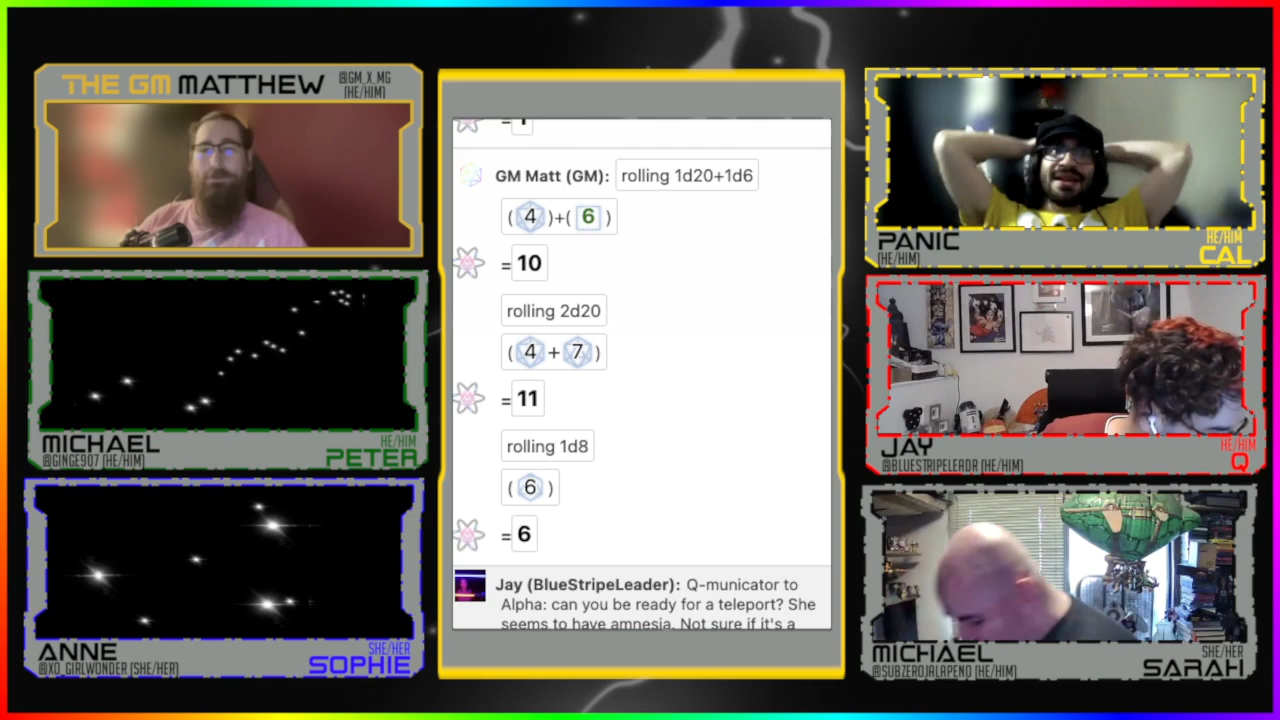 THE GM MATTHEW
@GM_X_MG
(HE/HIM)
MICHAEL
@GINGE907 (HE/HIM)
HE/HIM
PETER
ANNE
@XO_GIRLWONDER (SHE/HER)
SHE/HER
SOPHIE
GM Matt (GM): rolling 1d20+1d6
(4)+(6)
=10
rolling 2d20
(4+7)
=11
rolling 1d8
(6)
=6
Jay (BlueStripeLeader): Q-municator to
Alpha: can you be ready for a teleport? She
seems to have amnesia. Not sure if it's a
PANIC
(HE/HIM)
HE/HIM
CAL
JAY
@BLUESTRIPELEADR (HE/HIM)
HE/HIM
Q
MICHAEL
@SUBZEROJALAPENO (HE/HIM)
SHE/HER
SARAH